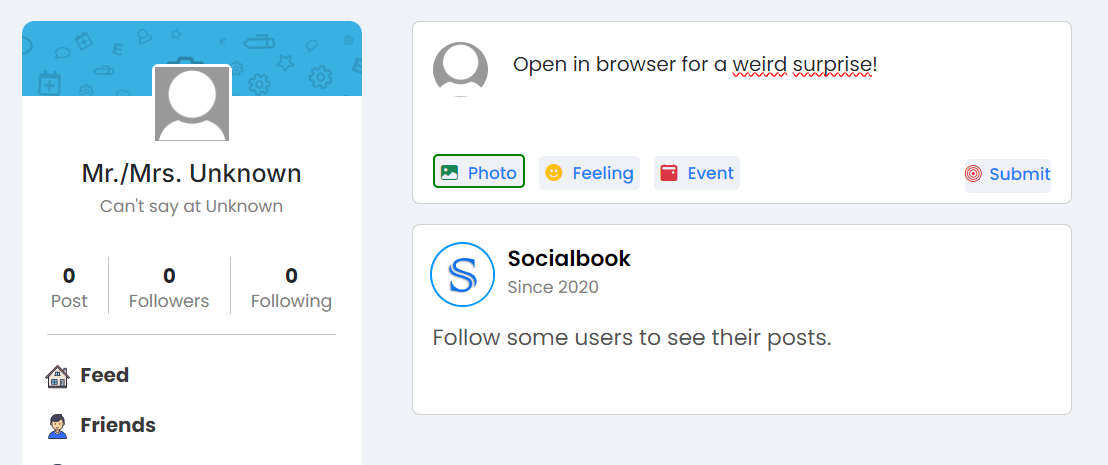 Mr./Mrs. Unknown
Can't say at Unknown
0 0 0
Post Followers Following
Feed
Friends
Open in browser for a weird surprise!
Photo Feeling Event Submit
S
Socialbook
Since 2020
Follow some users to see their posts.